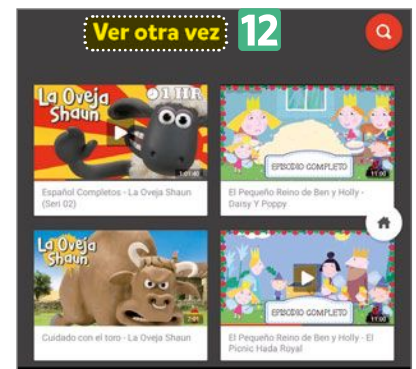 Ver otra vez 12
La Oveja
Shaun
1 HR
1:01:40
Español Completos - La Oveja Shaun
(Seri 02)
EPISODIO COMPLETO
11:00
El Pequeño Reino de Ben y Holly -
Daisy Y Poppy
La Oveja
Shaun
7:01
Cuidado con el toro - La Oveja Shaun
EPISODIO COMPLETO
11:00
El Pequeño Reino de Ben y Holly - El
Picnic Hada Royal